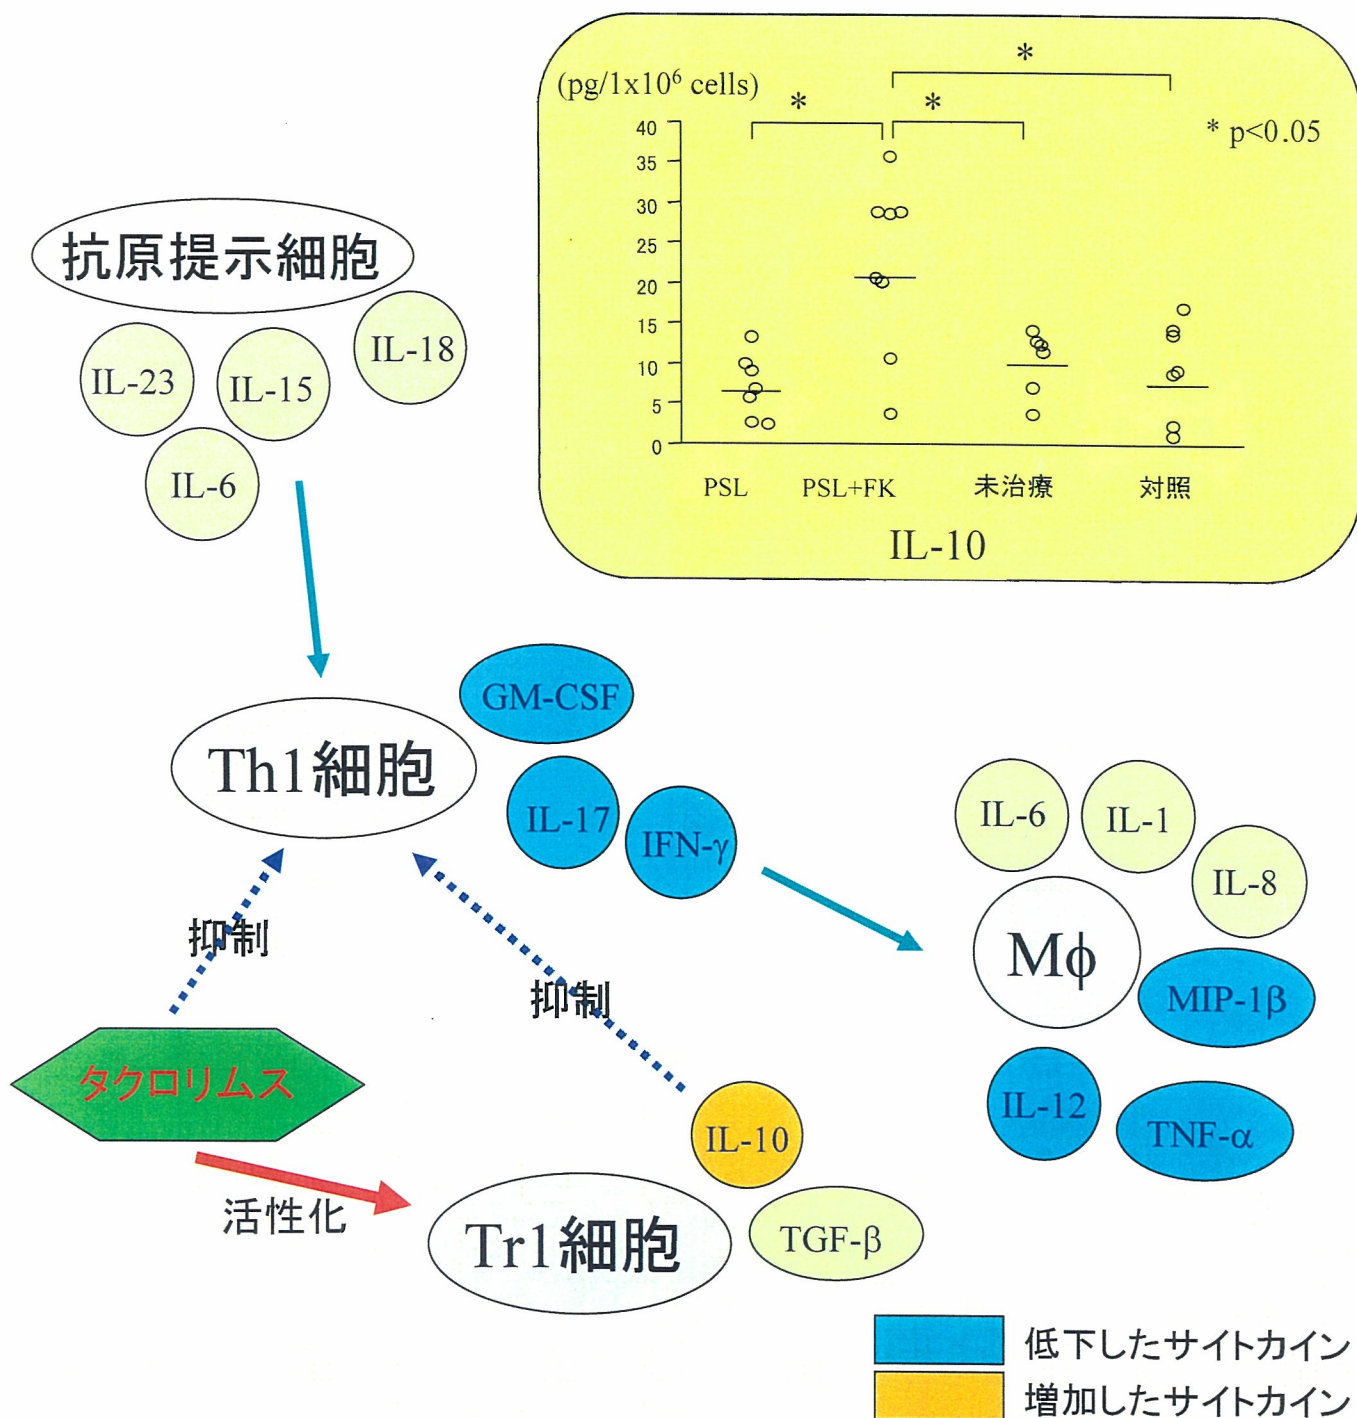 (pg/1x10⁶ cells)
*
*
*
* p<0.05
40
35
30
25
20
15
10
5
0
PSL PSL+FK 未治療 対照
IL-10
抗原提示細胞
IL-18
IL-23
IL-15
IL-6
GM-CSF
Th1細胞
IL-17
IFN-γ
IL-6
IL-1
IL-8
Mϕ
MIP-1β
IL-12
TNF-α
抑制
抑制
タクロリムス
活性化
IL-10
Tr1細胞
TGF-β
低下したサイトカイン
増加したサイトカイン